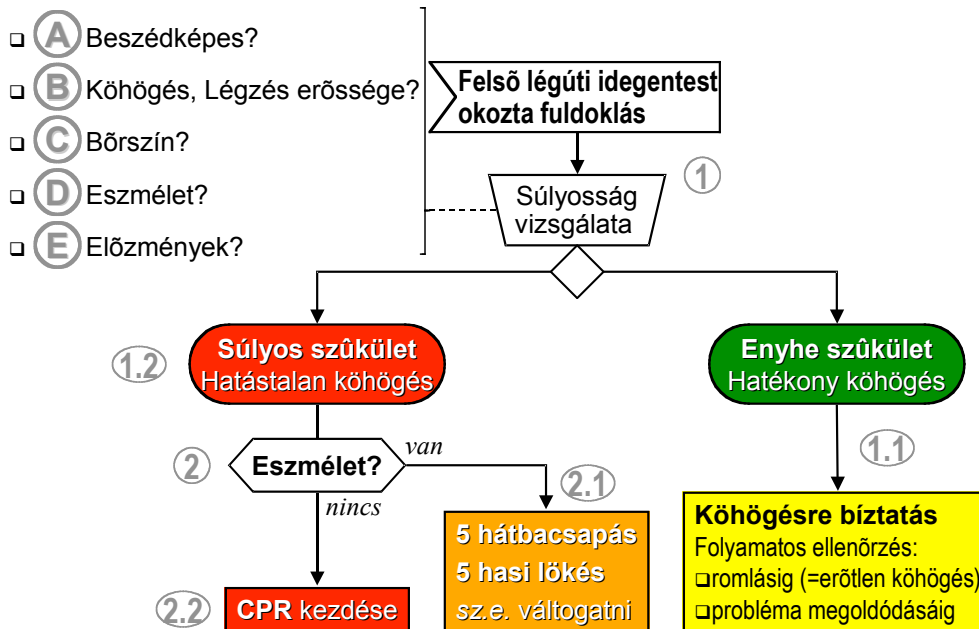 A Beszédképes?
B Köhögés, Légzés erõssége?
C Bõrszín?
D Eszmélet?
E Elõzmények?
Felsõ légúti idegentest
okozta fuldoklás
1
Súlyosság
vizsgálata
1.2
Súlyos szûkület
Hatástalan köhögés
Enyhe szûkület
Hatékony köhögés
1.1
2
Eszmélet?
van
nincs
2.1
5 hátbacsapás
5 hasi lökés
sz.e. váltogatni
2.2
CPR kezdése
Köhögésre bíztatás
Folyamatos ellenõrzés:
romlásig (=erõtlen köhögés)
probléma megoldódásáig